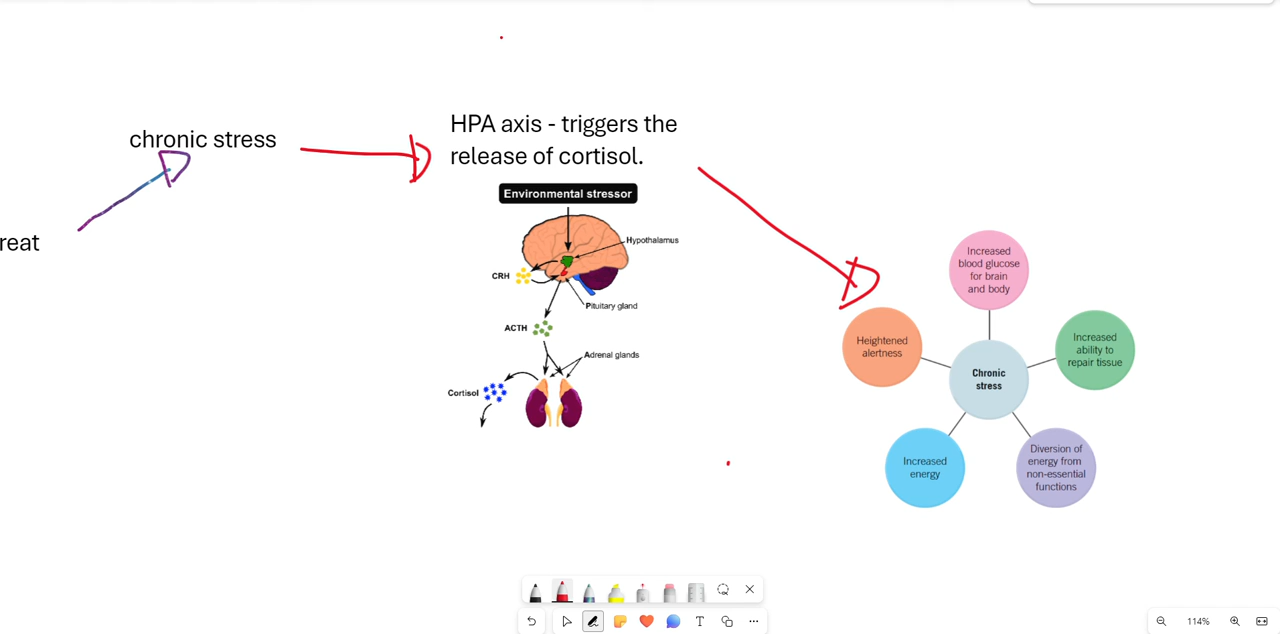 chronic stress
reat
HPA axis - triggers the
release of cortisol.
Environmental stressor
Hypothalamus
CRH
Pituitary gland
ACTH
Adrenal glands
Cortisol
Increased
blood glucose
for brain
and body
Heightened
alertness
Increased
ability to
repair tissue
Chronic
stress
Increased
energy
Diversion of
energy from
non-essential
functions
T
114%